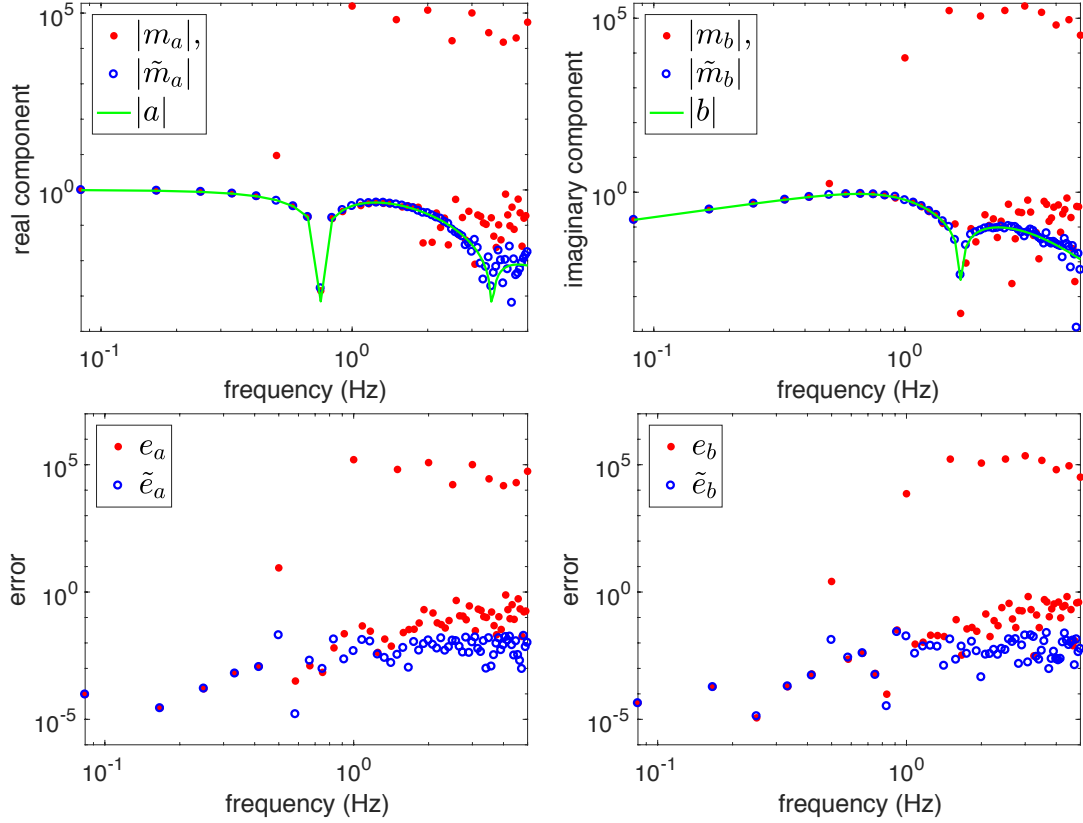 10^5
10^0
real component
|m_a|,
|m̃_a|
|a|
10^-1
10^0
frequency (Hz)
10^5
10^0
imaginary component
|m_b|,
|m̃_b|
|b|
10^-1
10^0
frequency (Hz)
10^5
10^0
10^-5
error
e_a
ẽ_a
10^-1
10^0
frequency (Hz)
10^5
10^0
10^-5
error
e_b
ẽ_b
10^-1
10^0
frequency (Hz)